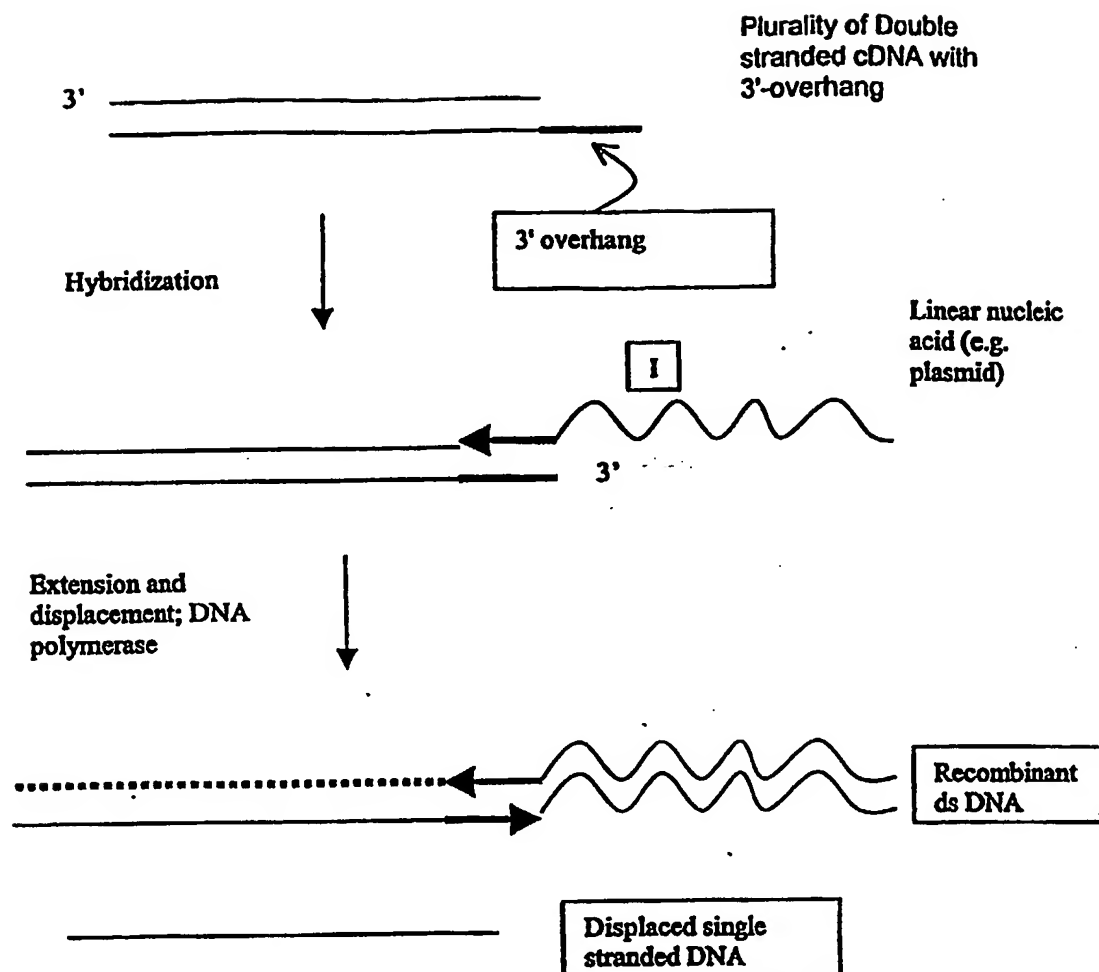 Plurality of Double
stranded cDNA with
3'-overhang
3'
3' overhang
Hybridization
Linear nucleic
acid (e.g.
plasmid)
I
3'
Extension and
displacement; DNA
polymerase
Recombinant
ds DNA
Displaced single
stranded DNA